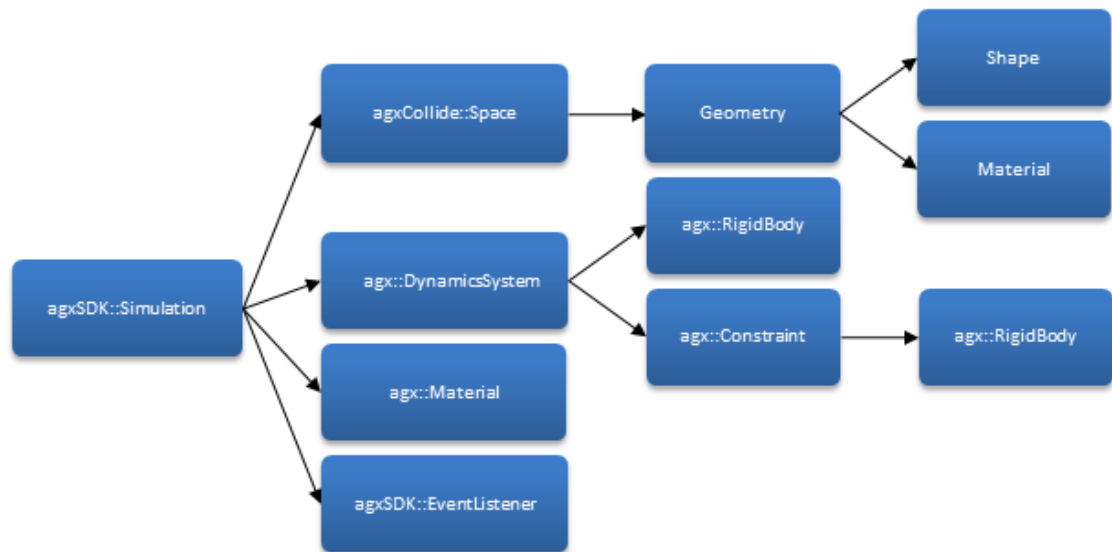 Shape
agxCollide::Space
Geometry
Material
agx::RigidBody
agxSDK::Simulation
agx::DynamicsSystem
agx::Constraint
agx::RigidBody
agx::Material
agxSDK::EventListener